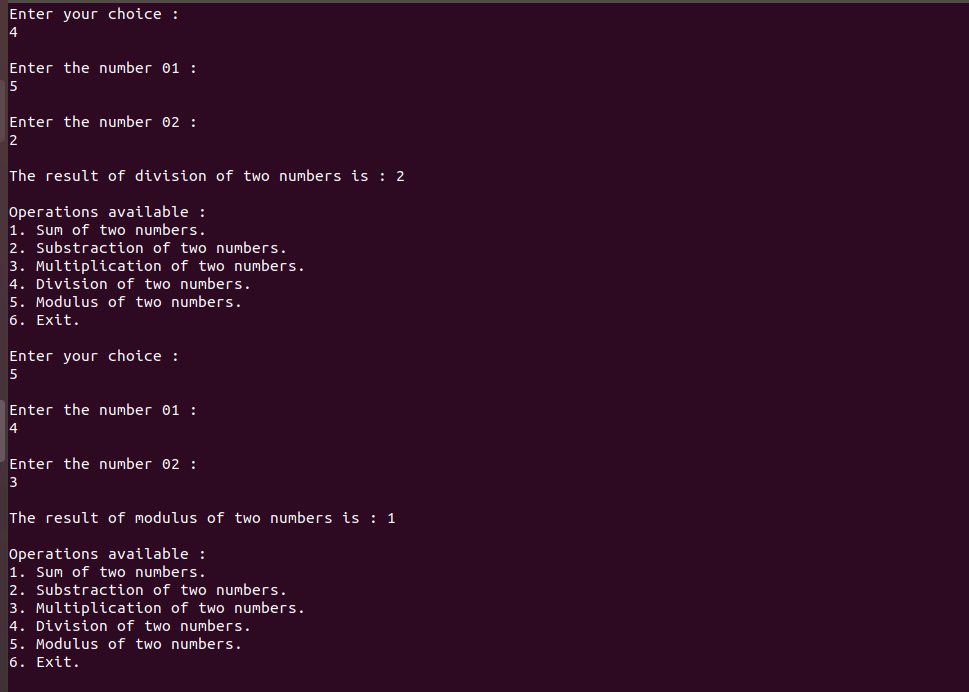 Enter your choice :
4
Enter the number 01 :
5
Enter the number 02 :
2
The result of division of two numbers is : 2
Operations available :
1. Sum of two numbers.
2. Substraction of two numbers.
3. Multiplication of two numbers.
4. Division of two numbers.
5. Modulus of two numbers.
6. Exit.
Enter your choice :
5
Enter the number 01 :
4
Enter the number 02 :
3
The result of modulus of two numbers is : 1
Operations available :
1. Sum of two numbers.
2. Substraction of two numbers.
3. Multiplication of two numbers.
4. Division of two numbers.
5. Modulus of two numbers.
6. Exit.